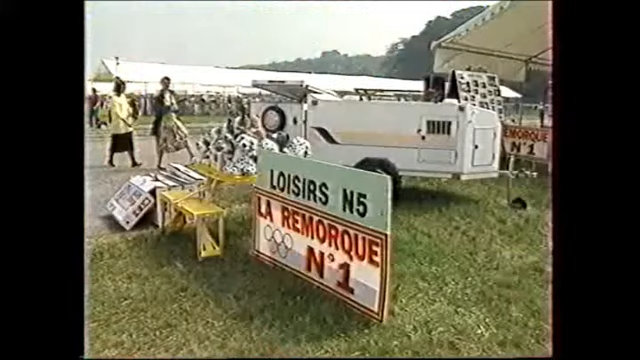 LOISIRS N5
LA REMORQUE
N°1
REMORQUE
N°1